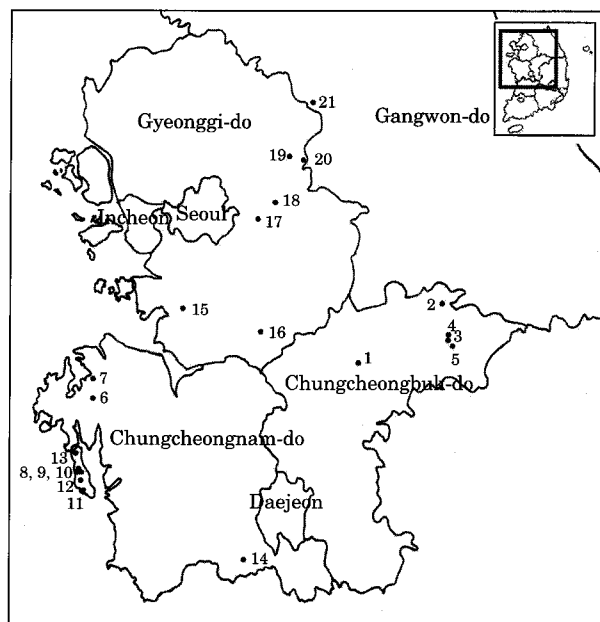 21
Gyeonggi-do
Gangwon-do
19
20
18
Incheon
Seoul
17
2
15
4
16
3
1
5
7
Chungcheongbuk-do
6
Chungcheongnam-do
13
8, 9, 10
12
Daejeon
11
14